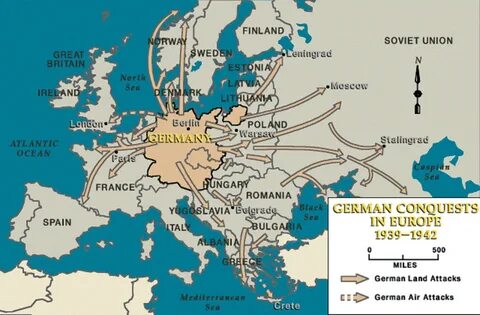 FINLAND
NORWAY
SWEDEN
SOVIET UNION
Leningrad
ESTONIA
GREAT
BRITAIN
North
Sea
LATVIA
N
Moscow
IRELAND
DENMARK
LITHUANIA
London
Berlin
POLAND
Warsaw
GERMANY
Stalingrad
ATLANTIC
OCEAN
Paris
Caspian
Sea
FRANCE
HUNGARY
ROMANIA
SPAIN
YUGOSLAVIA
Belgrade
Black
Sea
ITALY
BULGARIA
ALBANIA
GREECE
Mediterranean
Sea
Crete
GERMAN CONQUESTS
IN EUROPE
1939–1942
0
500
MILES
German Land Attacks
German Air Attacks